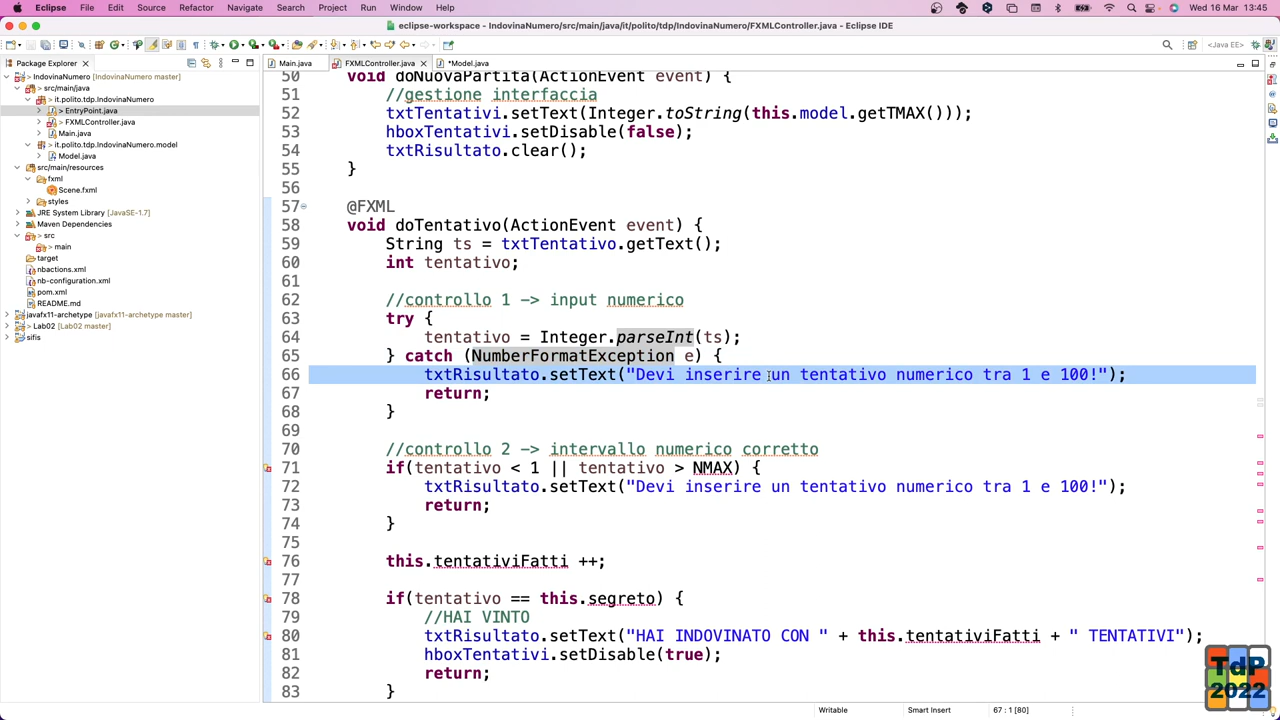 Eclipse File Edit Source Refactor Navigate Search Project Run Window Help Wed 16 Mar 13:45
eclipse-workspace - IndovinaNumero/src/main/java/it/polito/tdp/IndovinaNumero/FXMLController.java - Eclipse IDE
<Java EE>
Package Explorer
Main.java FXMLController.java *Model.java
IndovinaNumero [IndovinaNumero master]
> src/main/java
> it.polito.tdp.IndovinaNumero
> EntryPoint.java
> FXMLController.java
> Main.java
> it.polito.tdp.IndovinaNumero.model
> Model.java
src/main/resources
fxml
Scene.fxml
styles
JRE System Library [JavaSE-1.7]
Maven Dependencies
> src
> main
target
nbactions.xml
nb-configuration.xml
pom.xml
README.md
javafx11-archetype [javafx11-archetype master]
> Lab02 [Lab02 master]
sifis
50 void doNuovaPartita(ActionEvent event) {
51 //gestione interfaccia
52 txtTentativi.setText(Integer.toString(this.model.getTMAX()));
53 hboxTentativi.setDisable(false);
54 txtRisultato.clear();
55 }
56
57 @FXML
58 void doTentativo(ActionEvent event) {
59 String ts = txtTentativo.getText();
60 int tentativo;
61
62 //controllo 1 -> input numerico
63 try {
64 tentativo = Integer.parseInt(ts);
65 } catch (NumberFormatException e) {
66 txtRisultato.setText("Devi inserire un tentativo numerico tra 1 e 100!");
67 return;
68 }
69
70 //controllo 2 -> intervallo numerico corretto
71 if(tentativo < 1 || tentativo > NMAX) {
72 txtRisultato.setText("Devi inserire un tentativo numerico tra 1 e 100!");
73 return;
74 }
75
76 this.tentativiFatti ++;
77
78 if(tentativo == this.segreto) {
79 //HAI VINTO
80 txtRisultato.setText("HAI INDOVINATO CON " + this.tentativiFatti + " TENTATIVI");
81 hboxTentativi.setDisable(true);
82 return;
83 }
TdP
2022
Writable Smart Insert 67 : 1 [80]